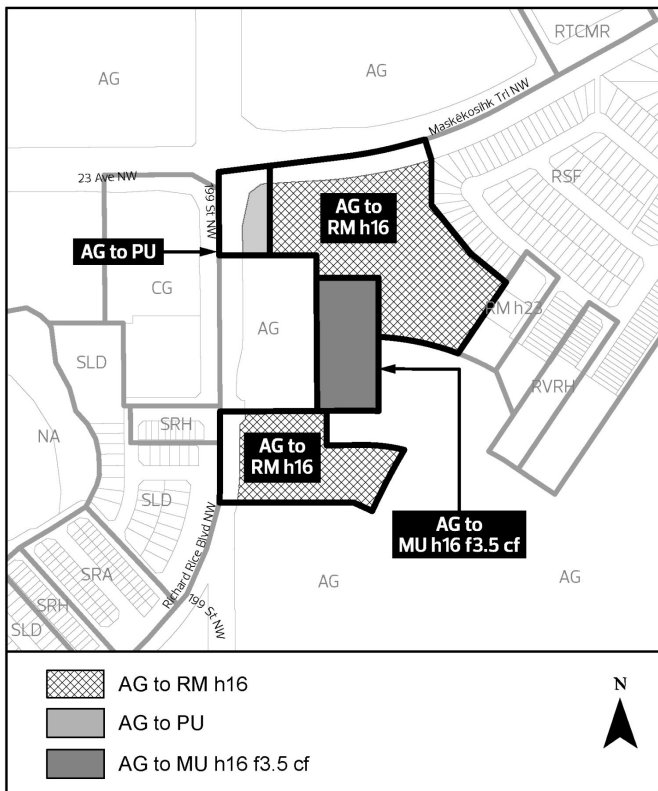 RTCMR
AG
AG
Maskêkosihk Trl NW
RSF
23 Ave NW
199 St NW
AG to
RM h16
AG to PU
CG
RM h23
AG
SLD
RVRH
NA
SRH
AG to
RM h16
SLD
AG to
MU h16 f3.5 cf
Richard Rice Blvd NW
SRA
AG
AG
199 St NW
SRH
SLD
AG to RM h16
N
AG to PU
AG to MU h16 f3.5 cf